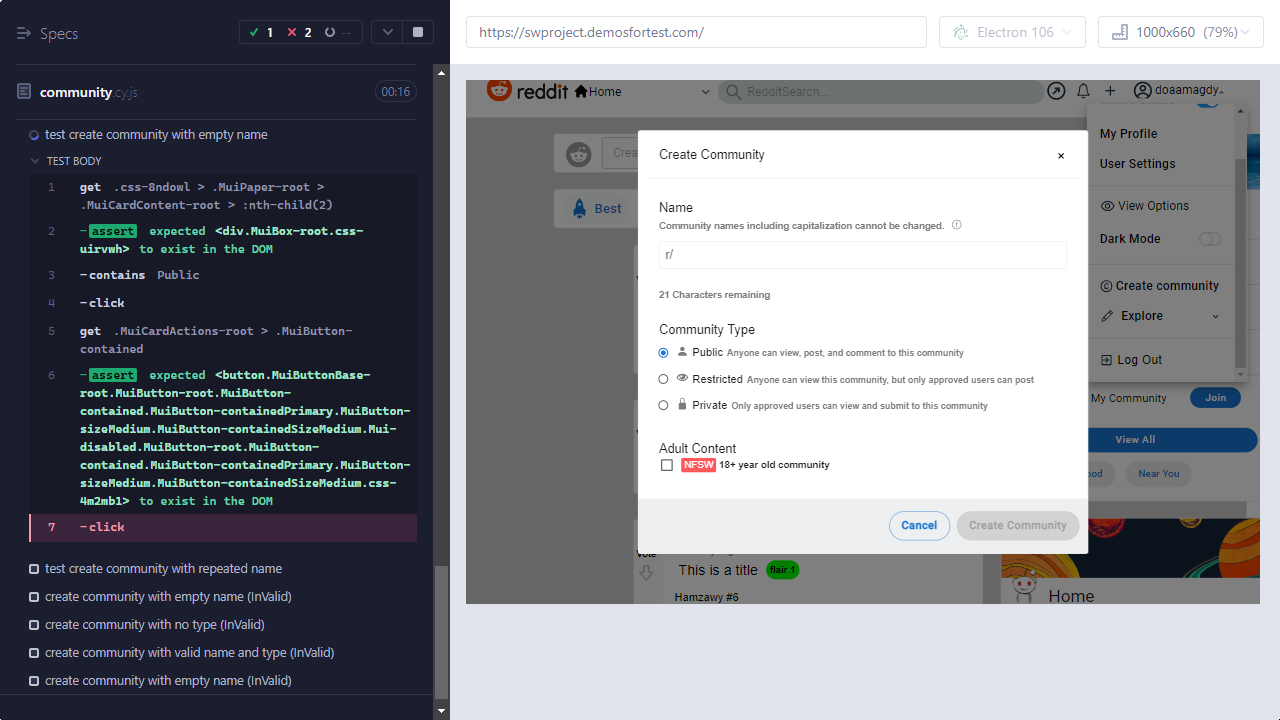 Specs
1
2
--
community.cy.js
00:16
test create community with empty name
TEST BODY
1 get .css-8ndowl > .MuiPaper-root >
.MuiCardContent-root > :nth-child(2)
2 -assert expected <div.MuiBox-root.css-
uirvwh> to exist in the DOM
3 -contains Public
4 -click
5 get .MuiCardActions-root > .MuiButton-
contained
6 -assert expected <button.MuiButtonBase-
root.MuiButton-root.MuiButton-
contained.MuiButton-containedPrimary.MuiButton-
sizeMedium.MuiButton-containedSizeMedium.Mui-
disabled.MuiButton-root.MuiButton-
contained.MuiButton-containedPrimary.MuiButton-
sizeMedium.MuiButton-containedSizeMedium.css-
4m2mb1> to exist in the DOM
7 -click
test create community with repeated name
create community with empty name (InValid)
create community with no type (InValid)
create community with valid name and type (InValid)
create community with empty name (InValid)
https://swproject.demosfortest.com/
Electron 106
1000x660 (79%)
reddit
Home
RedditSearch...
doaamagdy
My Profile
User Settings
View Options
Dark Mode
Create community
Explore
Log Out
Best
Create Community
×
Name
Community names including capitalization cannot be changed.
r/
21 Characters remaining
Community Type
Public Anyone can view, post, and comment to this community
Restricted Anyone can view this community, but only approved users can post
Private Only approved users can view and submit to this community
Adult Content
NFSW 18+ year old community
Cancel
Create Community
My Community
Join
View All
Near You
Vote
This is a title
flair 1
Hamzawy #6
Home